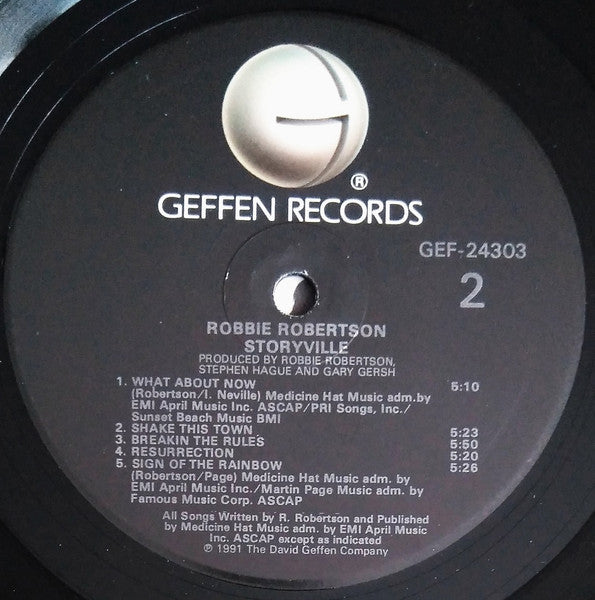 G
®
GEFFEN RECORDS
GEF-24303
2
ROBBIE ROBERTSON
STORYVILLE
PRODUCED BY ROBBIE ROBERTSON,
STEPHEN HAGUE AND GARY GERSH
1. WHAT ABOUT NOW 5:10
(Robertson/I. Neville) Medicine Hat Music adm.by
EMI April Music Inc. ASCAP/PRI Songs, Inc./
Sunset Beach Music BMI
2. SHAKE THIS TOWN 5:23
3. BREAKIN THE RULES 5:50
4. RESURRECTION 5:20
5. SIGN OF THE RAINBOW 5:26
(Robertson/Page) Medicine Hat Music adm. by
EMI April Music Inc./Martin Page Music adm. by
Famous Music Corp. ASCAP
All Songs Written by R. Robertson and Published
by Medicine Hat Music adm. by EMI April Music
Inc. ASCAP except as indicated
℗ 1991 The David Geffen Company